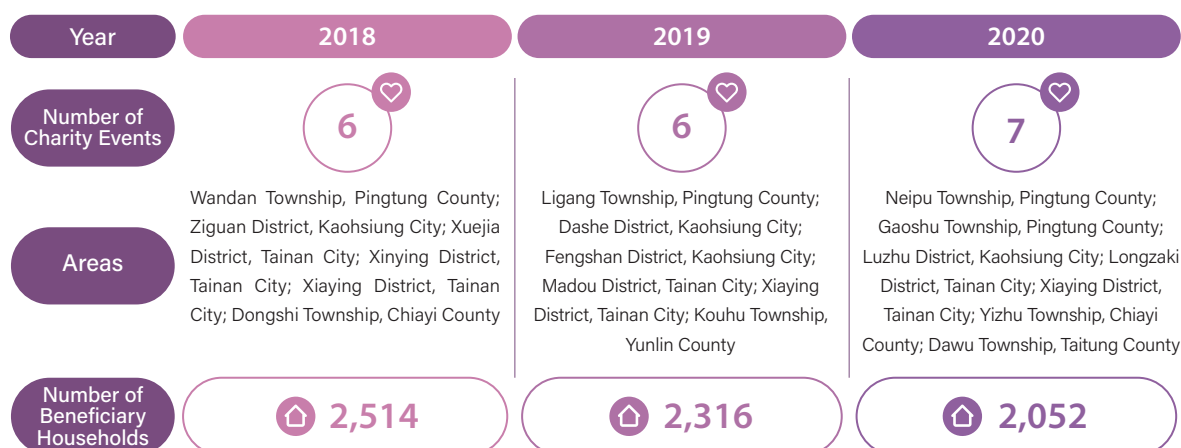 Year
2018
2019
2020
Number of
Charity Events
6
6
7
Areas
Wandan Township, Pingtung County;
Ziguan District, Kaohsiung City; Xuejia
District, Tainan City; Xinying District,
Tainan City; Xiaying District, Tainan
City; Dongshi Township, Chiayi County
Ligang Township, Pingtung County;
Dashe District, Kaohsiung City;
Fengshan District, Kaohsiung City;
Madou District, Tainan City; Xiaying
District, Tainan City; Kouhu Township,
Yunlin County
Neipu Township, Pingtung County;
Gaoshu Township, Pingtung County;
Luzhu District, Kaohsiung City; Longzaki
District, Tainan City; Xiaying District,
Tainan City; Yizhu Township, Chiayi
County; Dawu Township, Taitung County
Number of
Beneficiary
Households
2,514
2,316
2,052